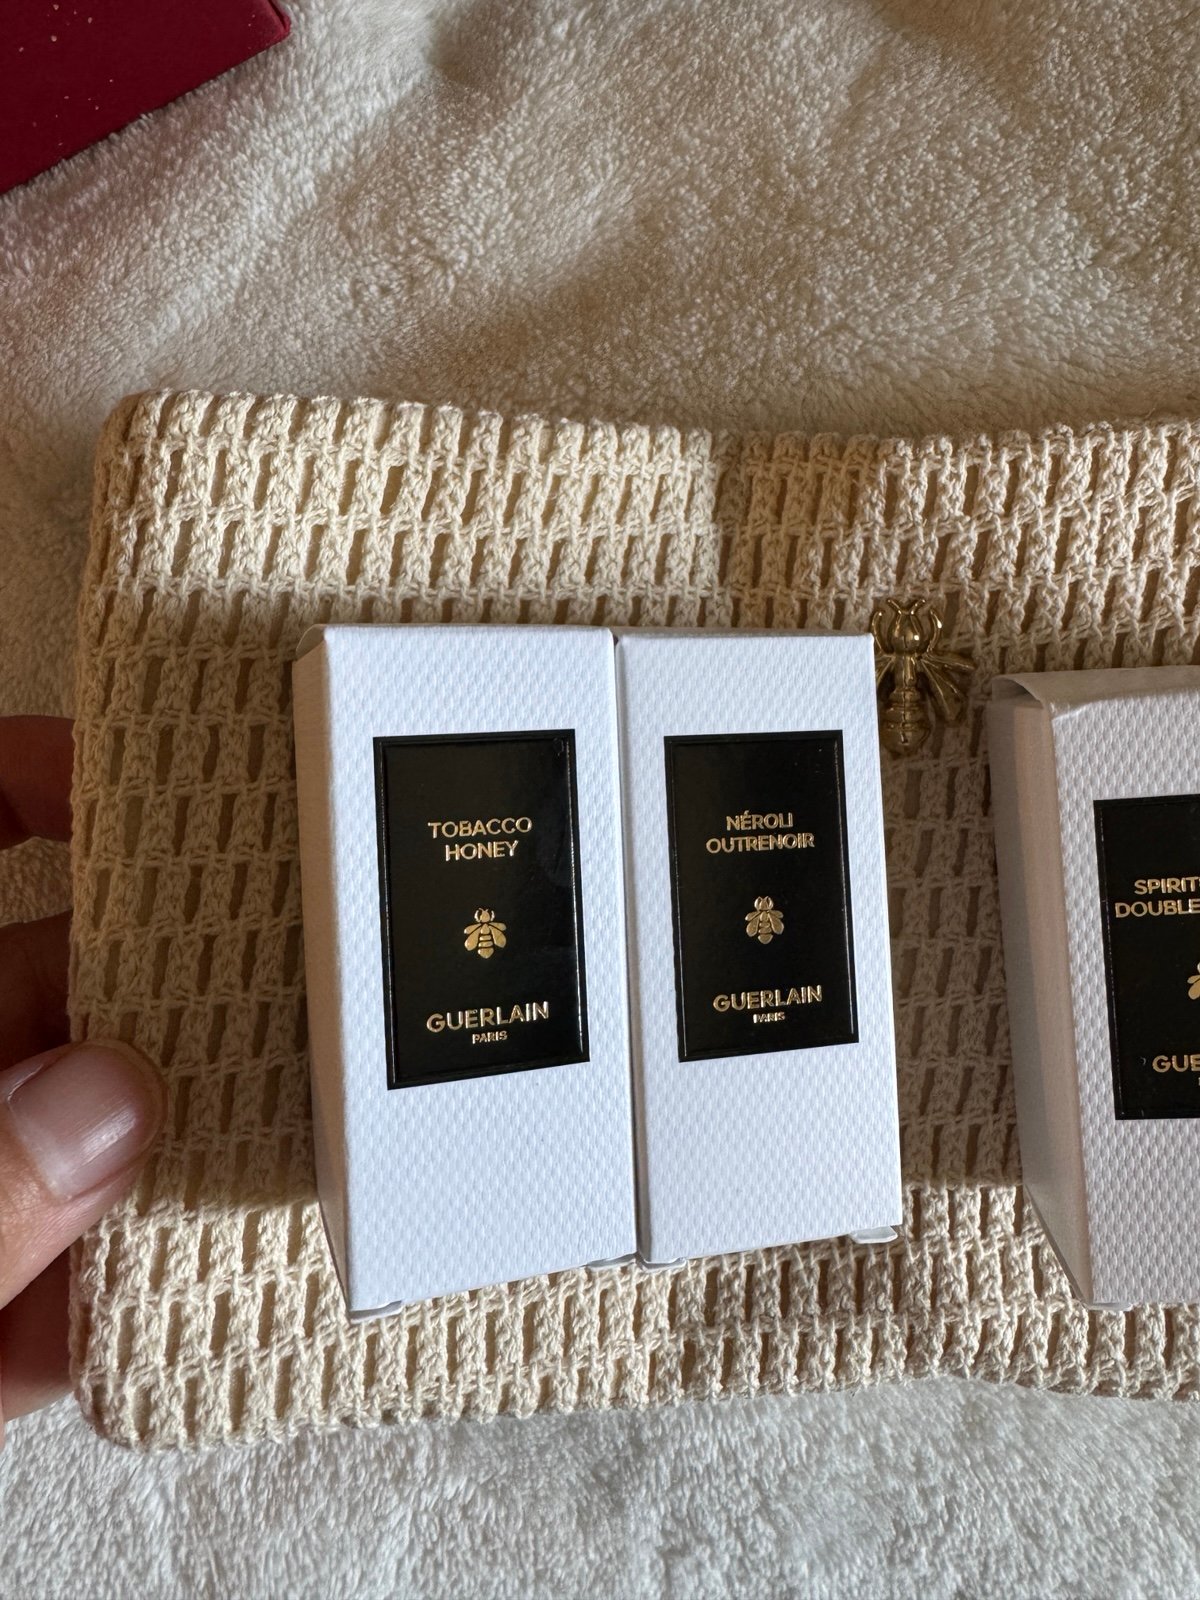 TOBACCO
HONEY
GUERLAIN
PARIS
NÉROLI
OUTRENOIR
GUERLAIN
PARIS
SPIRIT
DOUBLE
GUE